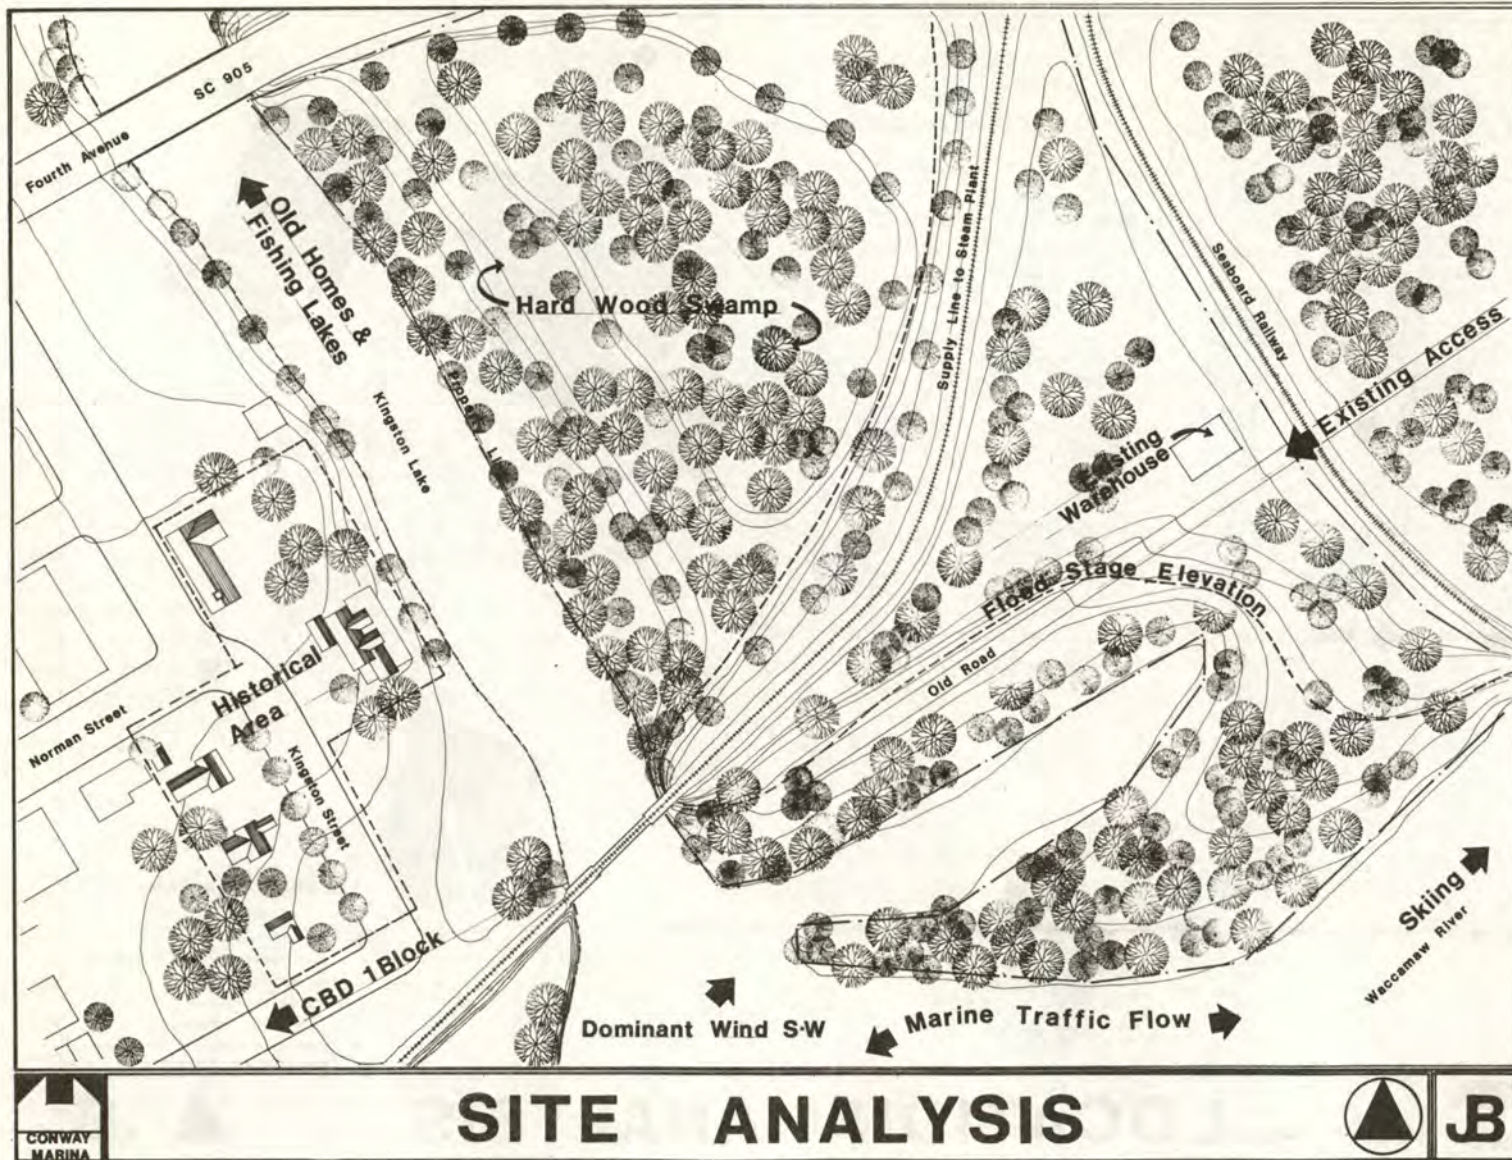 SC 905
Fourth Avenue
Old Homes &
Fishing Lakes
Hard Wood Swamp
Kingston Lake
Property L
Supply Line to Steam Plant
Seaboard Railway
Existing Access
Existing
Warehouse
Flood Stage Elevation
Old Road
Historical
Area
Norman Street
Kingston Street
CBD 1 Block
Dominant Wind S·W
Marine Traffic Flow
Skiing
Waccamaw River
CONWAY
MARINA
SITE ANALYSIS
JB